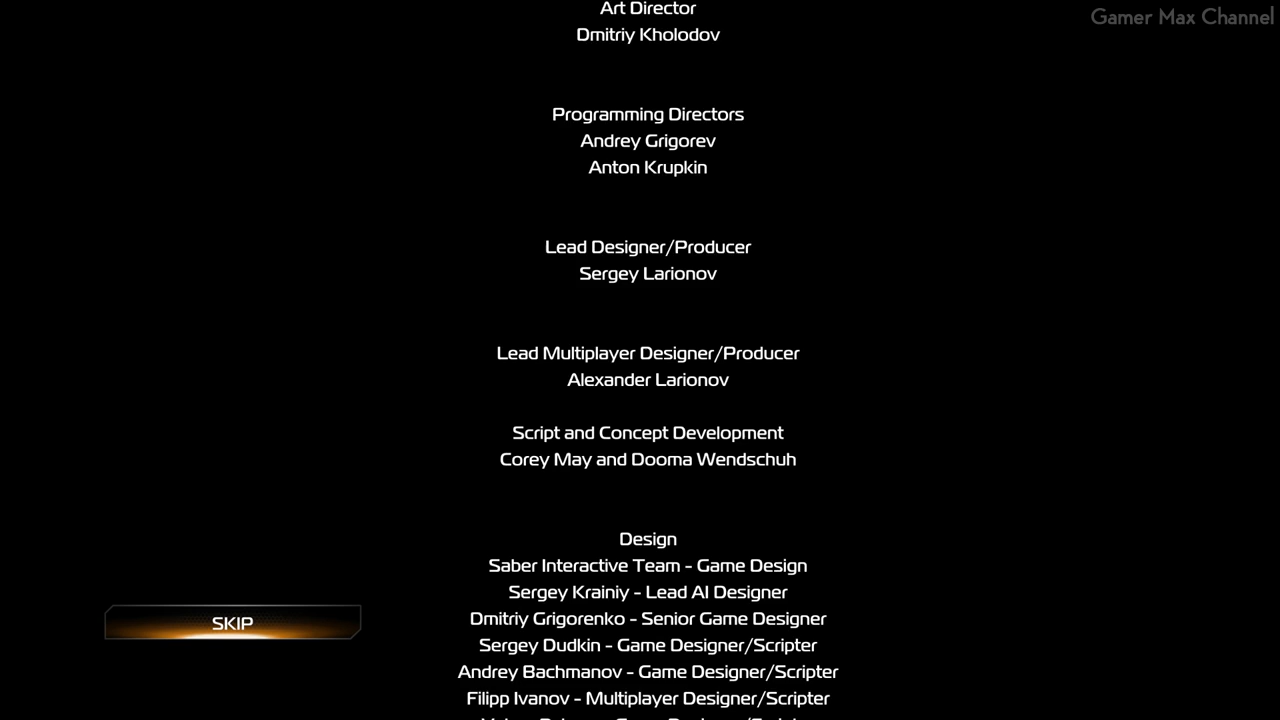 Gamer Max Channel
Art Director
Dmitriy Kholodov
Programming Directors
Andrey Grigorev
Anton Krupkin
Lead Designer/Producer
Sergey Larionov
Lead Multiplayer Designer/Producer
Alexander Larionov
Script and Concept Development
Corey May and Dooma Wendschuh
Design
Saber Interactive Team - Game Design
Sergey Krainiy - Lead AI Designer
Dmitriy Grigorenko - Senior Game Designer
Sergey Dudkin - Game Designer/Scripter
Andrey Bachmanov - Game Designer/Scripter
Filipp Ivanov - Multiplayer Designer/Scripter
SKIP